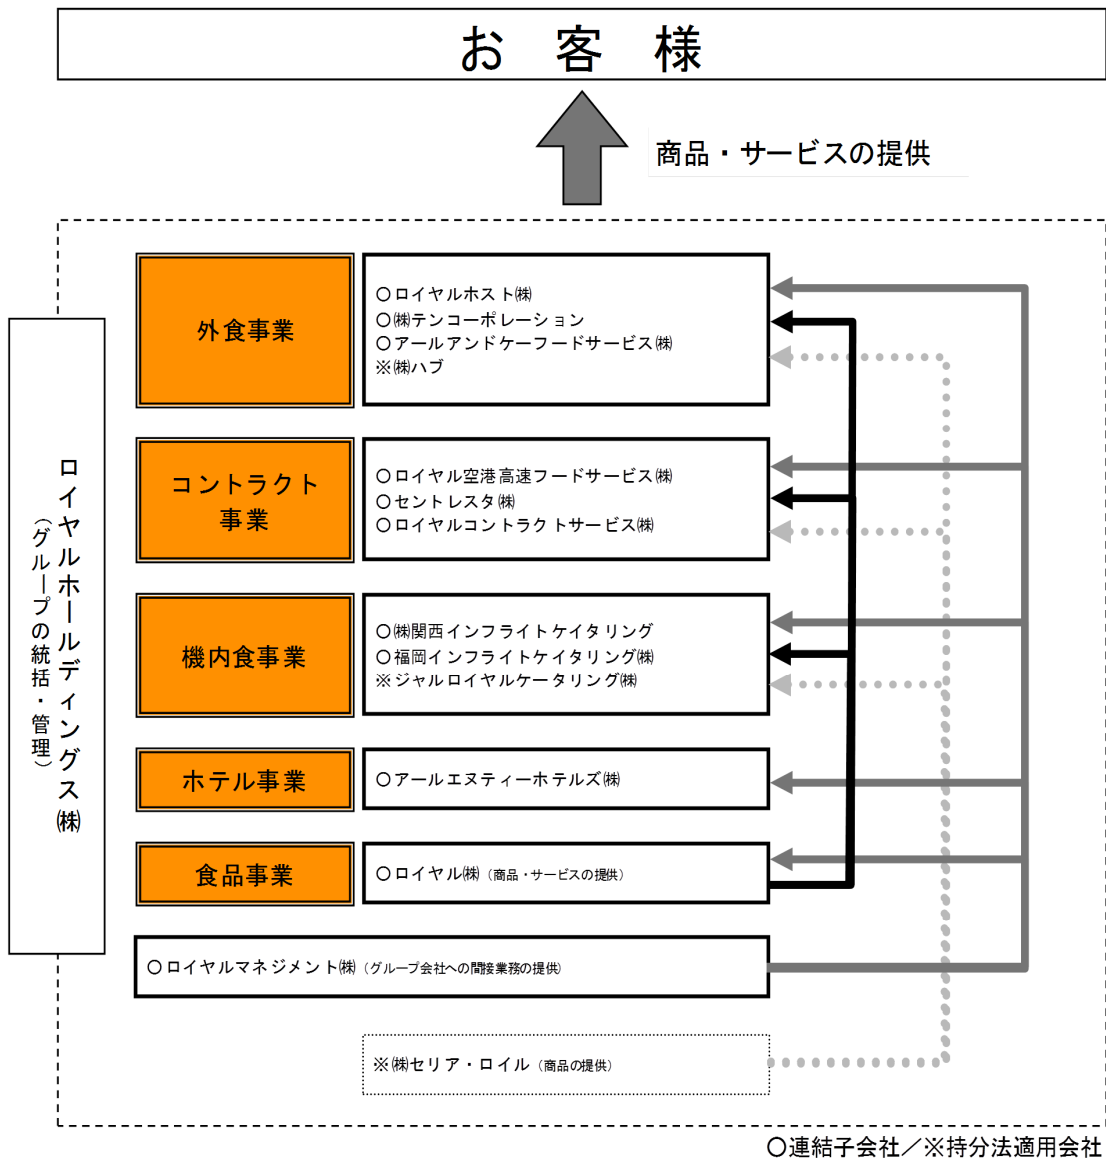 お客様
商品・サービスの提供
ロイヤルホールディングス㈱
（グループの統括・管理）
外食事業
○ロイヤルホスト㈱
○㈱テンコーポレーション
○アールアンドケーフードサービス㈱
※㈱ハブ
コントラクト
事業
○ロイヤル空港高速フードサービス㈱
○セントレスタ㈱
○ロイヤルコントラクトサービス㈱
機内食事業
○㈱関西インフライトケイタリング
○福岡インフライトケイタリング㈱
※ジャルロイヤルケータリング㈱
ホテル事業
○アールエヌティーホテルズ㈱
食品事業
○ロイヤル㈱（商品・サービスの提供）
○ロイヤルマネジメント㈱（グループ会社への間接業務の提供）
※㈱セリア・ロイル（商品の提供）
○連結子会社／※持分法適用会社